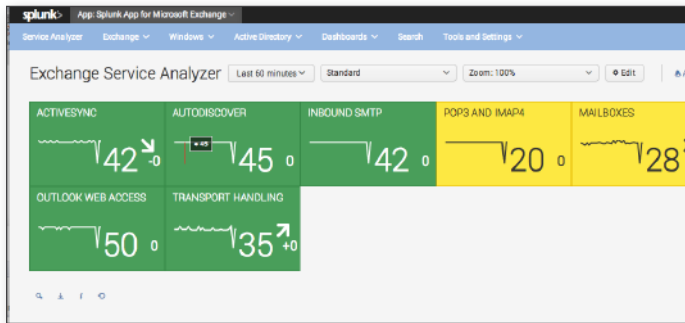 splunk> App: Splunk App for Microsoft Exchange
Service Analyzer Exchange Windows Active Directory Dashboards Search Tools and Settings
Exchange Service Analyzer Last 60 minutes Standard Zoom: 100% Edit
ACTIVESYNC AUTODISCOVER INBOUND SMTP POP3 AND IMAP4 MAILBOXES
42 -0 45 45 0 42 0 20 0 28
OUTLOOK WEB ACCESS TRANSPORT HANDLING
50 0 35 +0